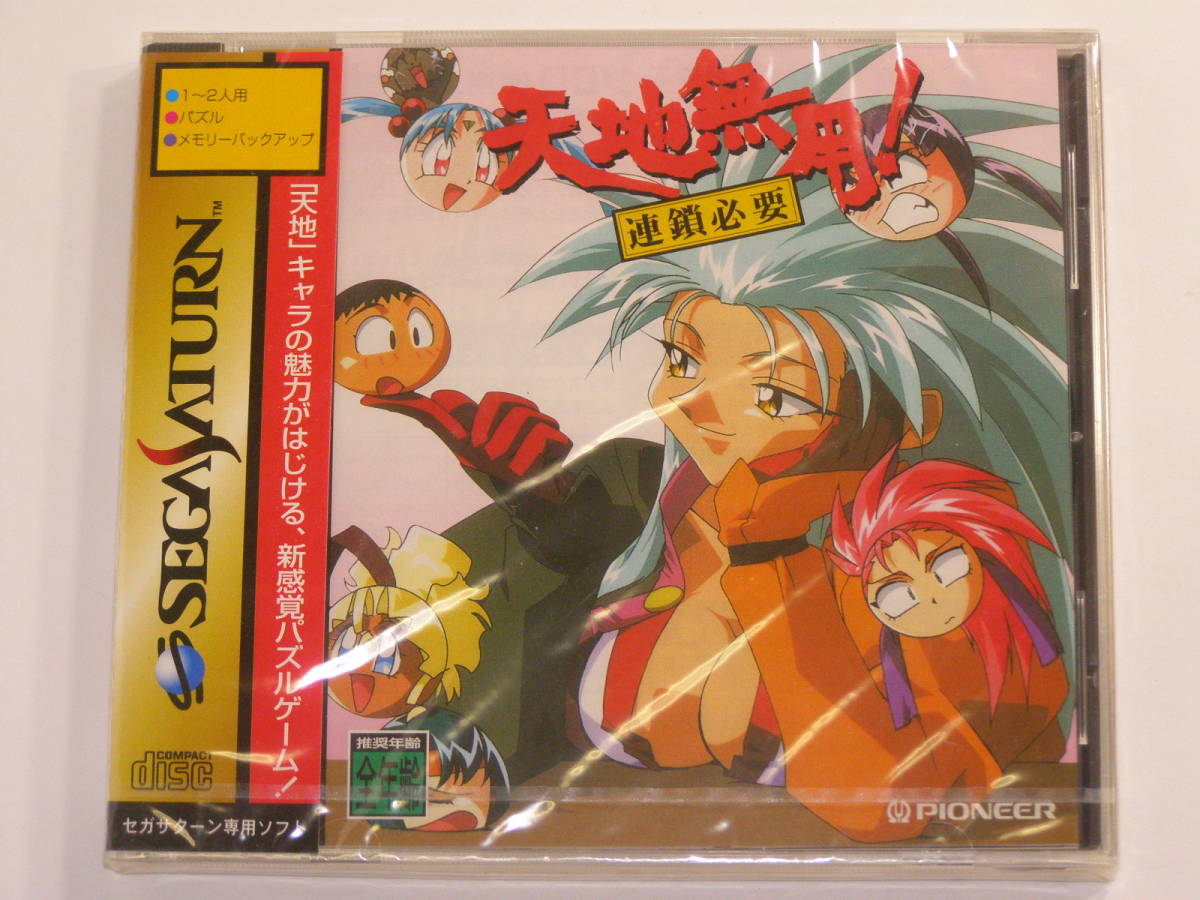 ●1～2人用
●パズル
●メモリーバックアップ
SEGA SATURN™
「天地」キャラの魅力がはじける、新感覚パズルゲーム！
COMPACT
disc
セガサターン専用ソフト
天地無用！
連鎖必要
推奨年齢
全年齢
PIONEER